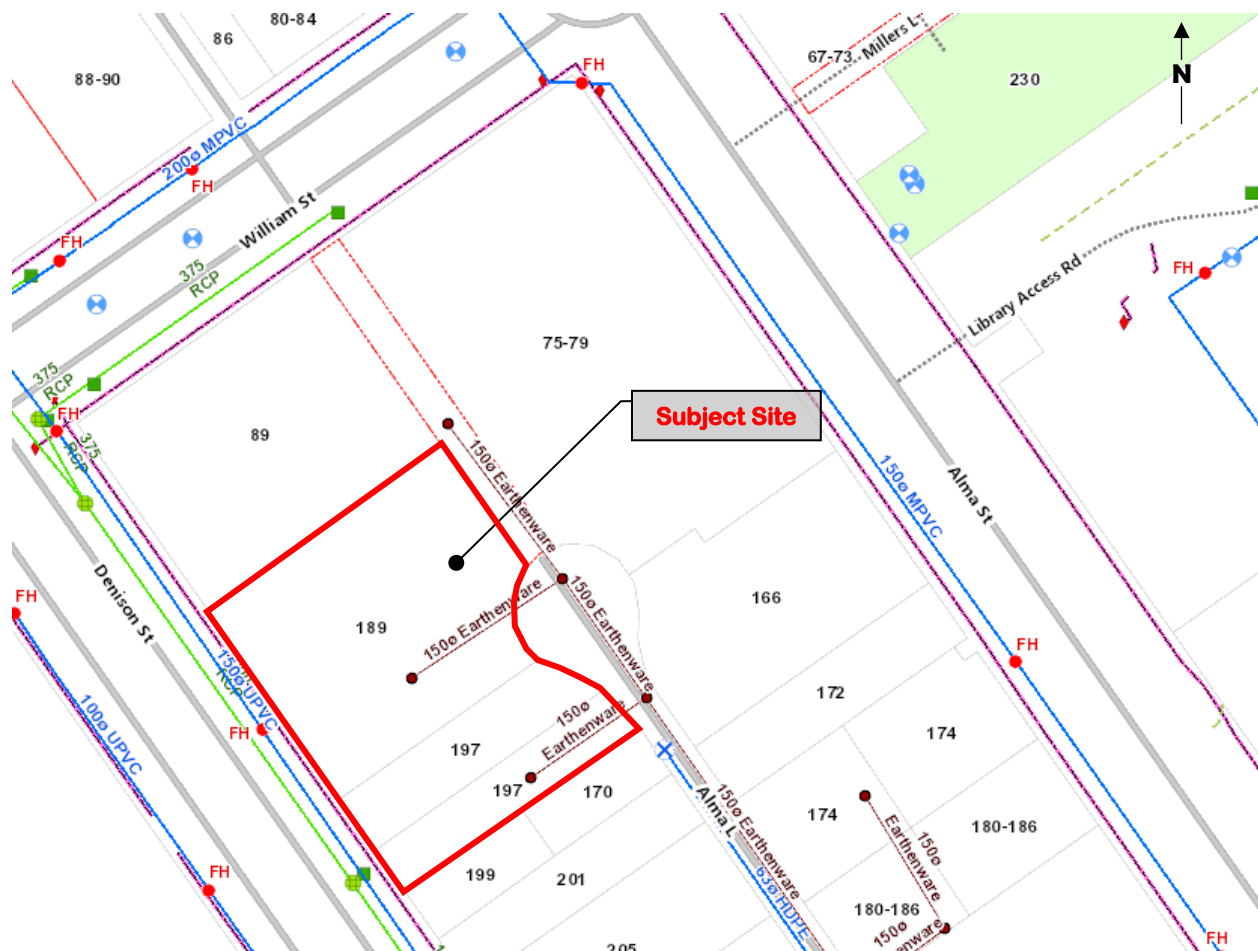 80-84
86
88-90
67-73
Millers L
230
N
FH
200ø MPVC
FH
FH
William St
375
RCP
Library Access Rd
FH
75-79
375
RCP
FH
375
RCP
89
Subject Site
150ø Earthenware
150ø MPVC
Alma St
Denison St
FH
189
150ø Earthenware
150ø Earthenware
166
150ø UPVC
RCP
FH
100ø UPVC
FH
172
174
150ø
Earthenware
197
197
170
Alma L
150ø Earthenware
63ø HDPE
174
150ø
Earthenware
180-186
199
201
FH
180-186
150ø
205
FH